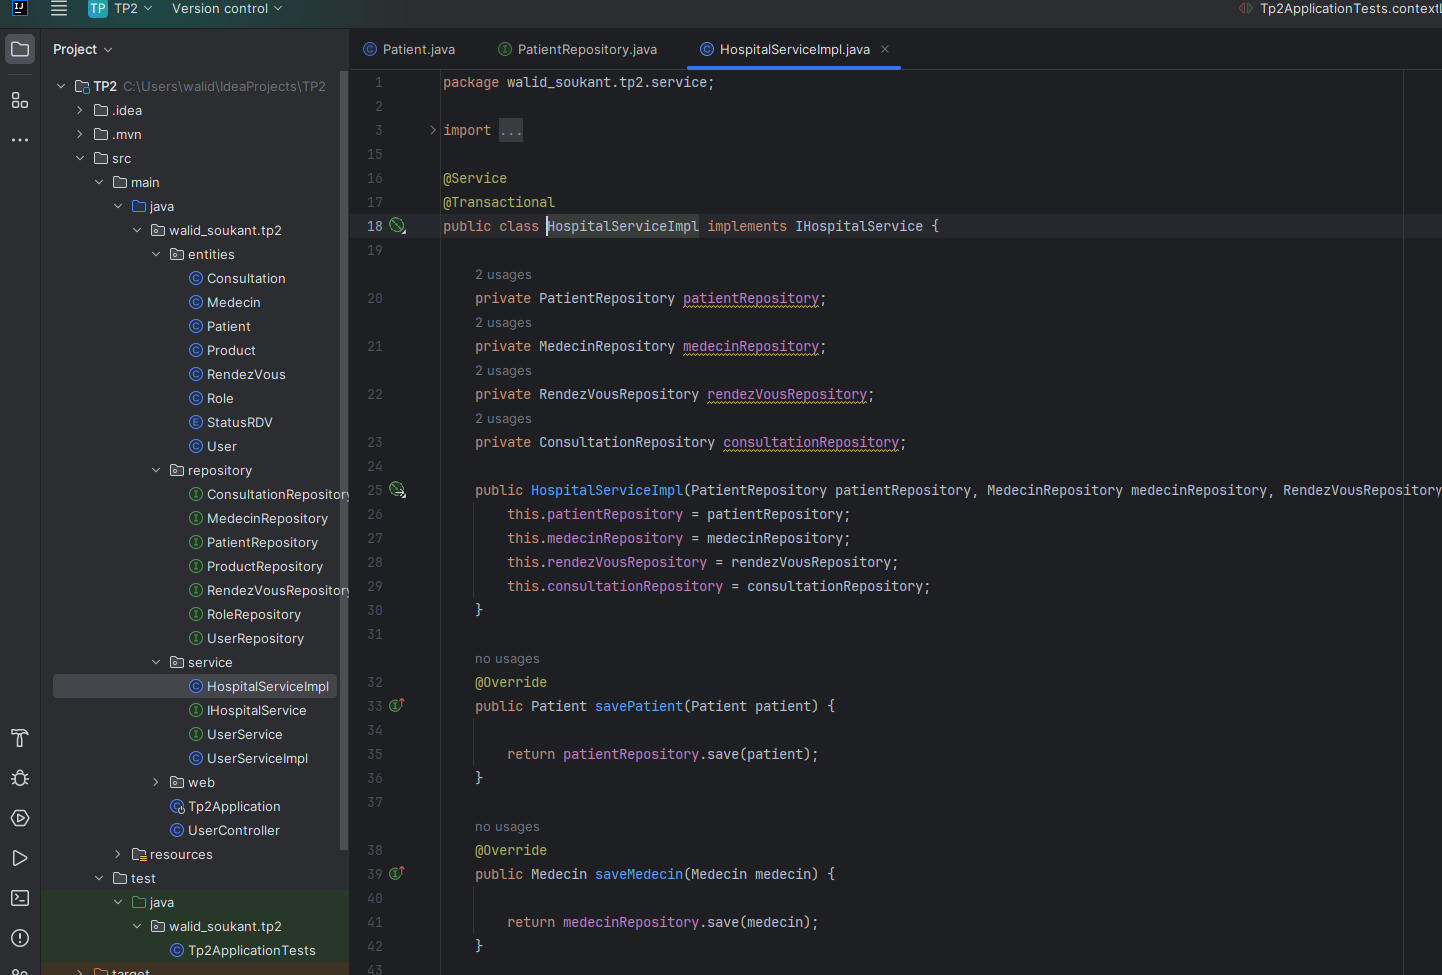 IJ
TP TP2 Version control Tp2ApplicationTests.context
Project
Patient.java PatientRepository.java HospitalServiceImpl.java
TP2 C:\Users\walid\IdeaProjects\TP2
.idea
.mvn
src
main
java
walid_soukant.tp2
entities
Consultation
Medecin
Patient
Product
RendezVous
Role
StatusRDV
User
repository
ConsultationRepository
MedecinRepository
PatientRepository
ProductRepository
RendezVousRepository
RoleRepository
UserRepository
service
HospitalServiceImpl
IHospitalService
UserService
UserServiceImpl
web
Tp2Application
UserController
resources
test
java
walid_soukant.tp2
Tp2ApplicationTests
target
1 package walid_soukant.tp2.service;
2
3 import ...
15
16 @Service
17 @Transactional
18 public class HospitalServiceImpl implements IHospitalService {
19
2 usages
20 private PatientRepository patientRepository;
2 usages
21 private MedecinRepository medecinRepository;
2 usages
22 private RendezVousRepository rendezVousRepository;
2 usages
23 private ConsultationRepository consultationRepository;
24
25 public HospitalServiceImpl(PatientRepository patientRepository, MedecinRepository medecinRepository, RendezVousRepository
26 this.patientRepository = patientRepository;
27 this.medecinRepository = medecinRepository;
28 this.rendezVousRepository = rendezVousRepository;
29 this.consultationRepository = consultationRepository;
30 }
31
no usages
32 @Override
33 public Patient savePatient(Patient patient) {
34
35 return patientRepository.save(patient);
36 }
37
no usages
38 @Override
39 public Medecin saveMedecin(Medecin medecin) {
40
41 return medecinRepository.save(medecin);
42 }
43